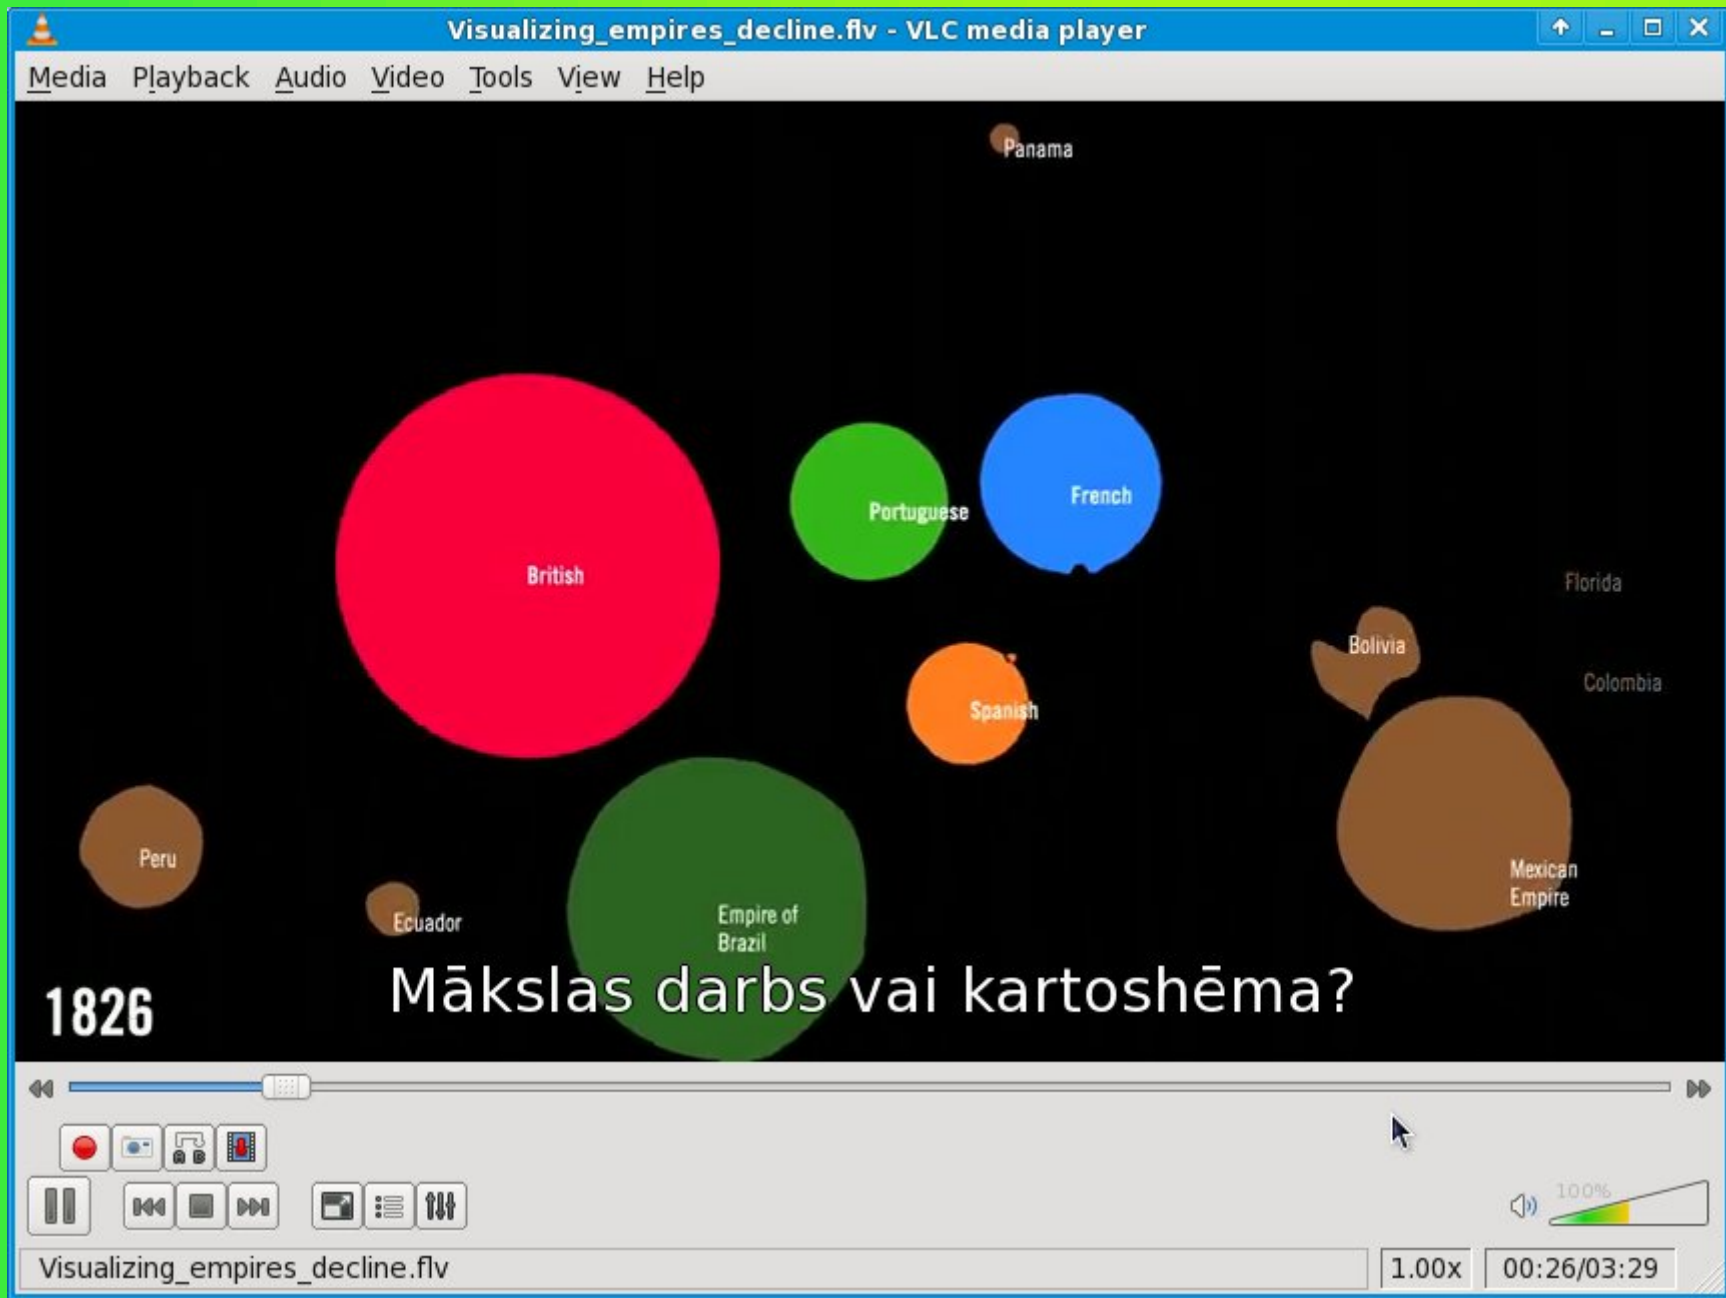 Visualizing_empires_decline.flv - VLC media player
Media Playback Audio Video Tools View Help
Panama
British
Portuguese
French
Florida
Bolivia
Colombia
Spanish
Peru
Ecuador
Empire of
Brazil
Mexican
Empire
1826
Mākslas darbs vai kartoshēma?
A B
100%
Visualizing_empires_decline.flv
1.00x
00:26/03:29